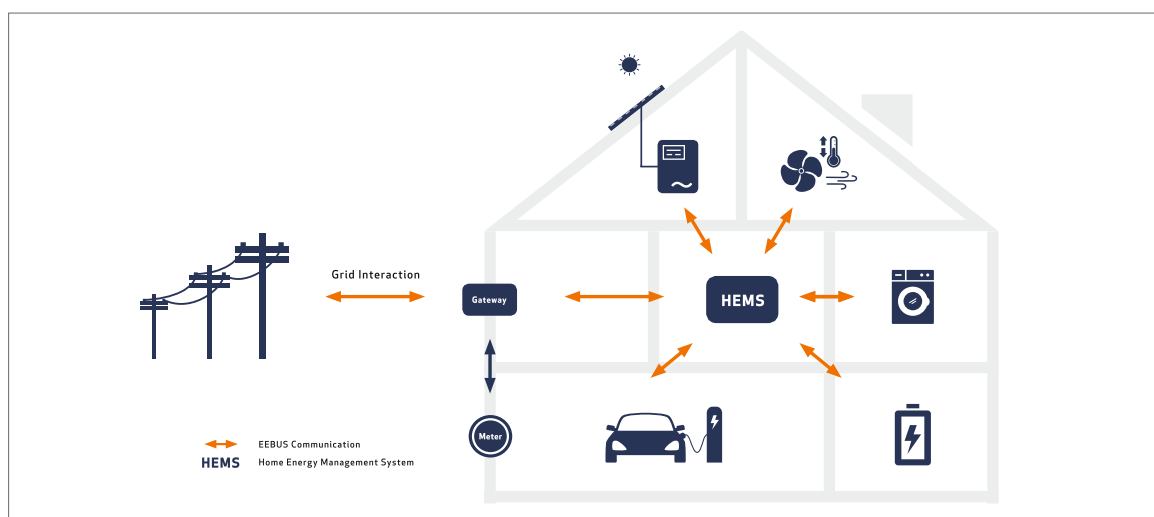 Grid Interaction
Gateway
HEMS
Meter
EEBUS Communication
HEMS Home Energy Management System